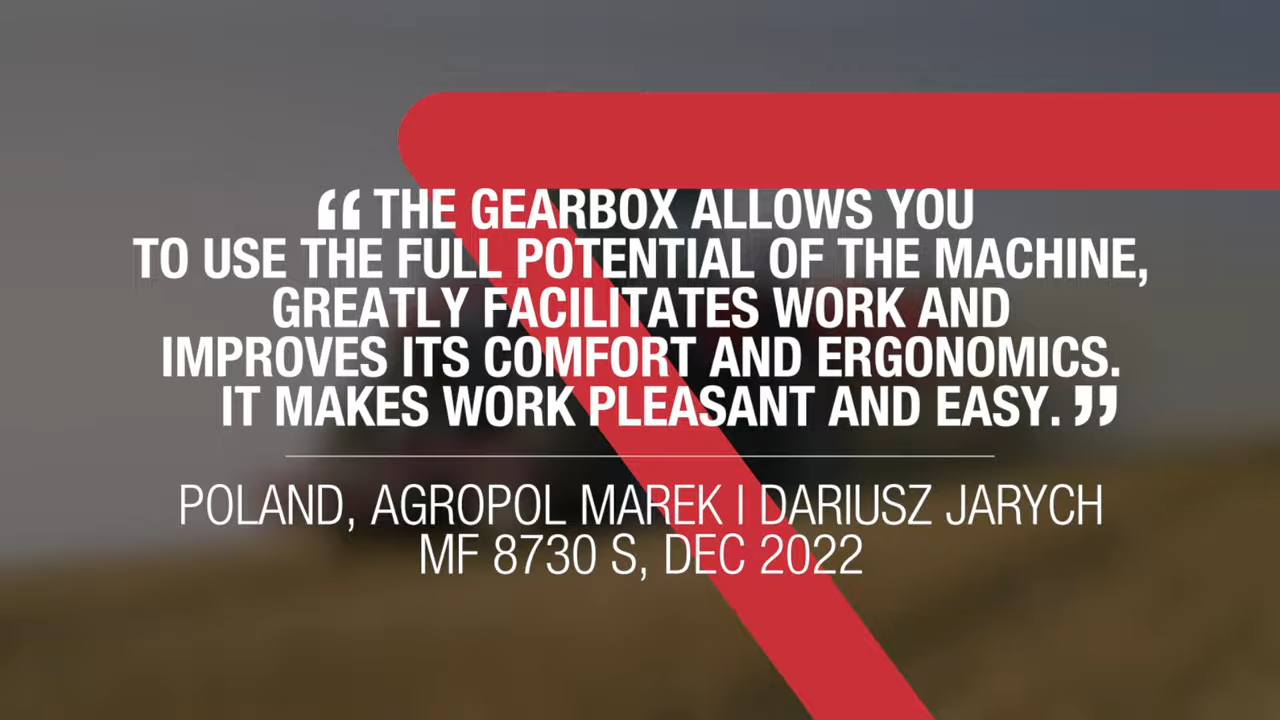 “ THE GEARBOX ALLOWS YOU
TO USE THE FULL POTENTIAL OF THE MACHINE,
GREATLY FACILITATES WORK AND
IMPROVES ITS COMFORT AND ERGONOMICS.
IT MAKES WORK PLEASANT AND EASY. ”
POLAND, AGROPOL MAREK I DARIUSZ JARYCH
MF 8730 S, DEC 2022